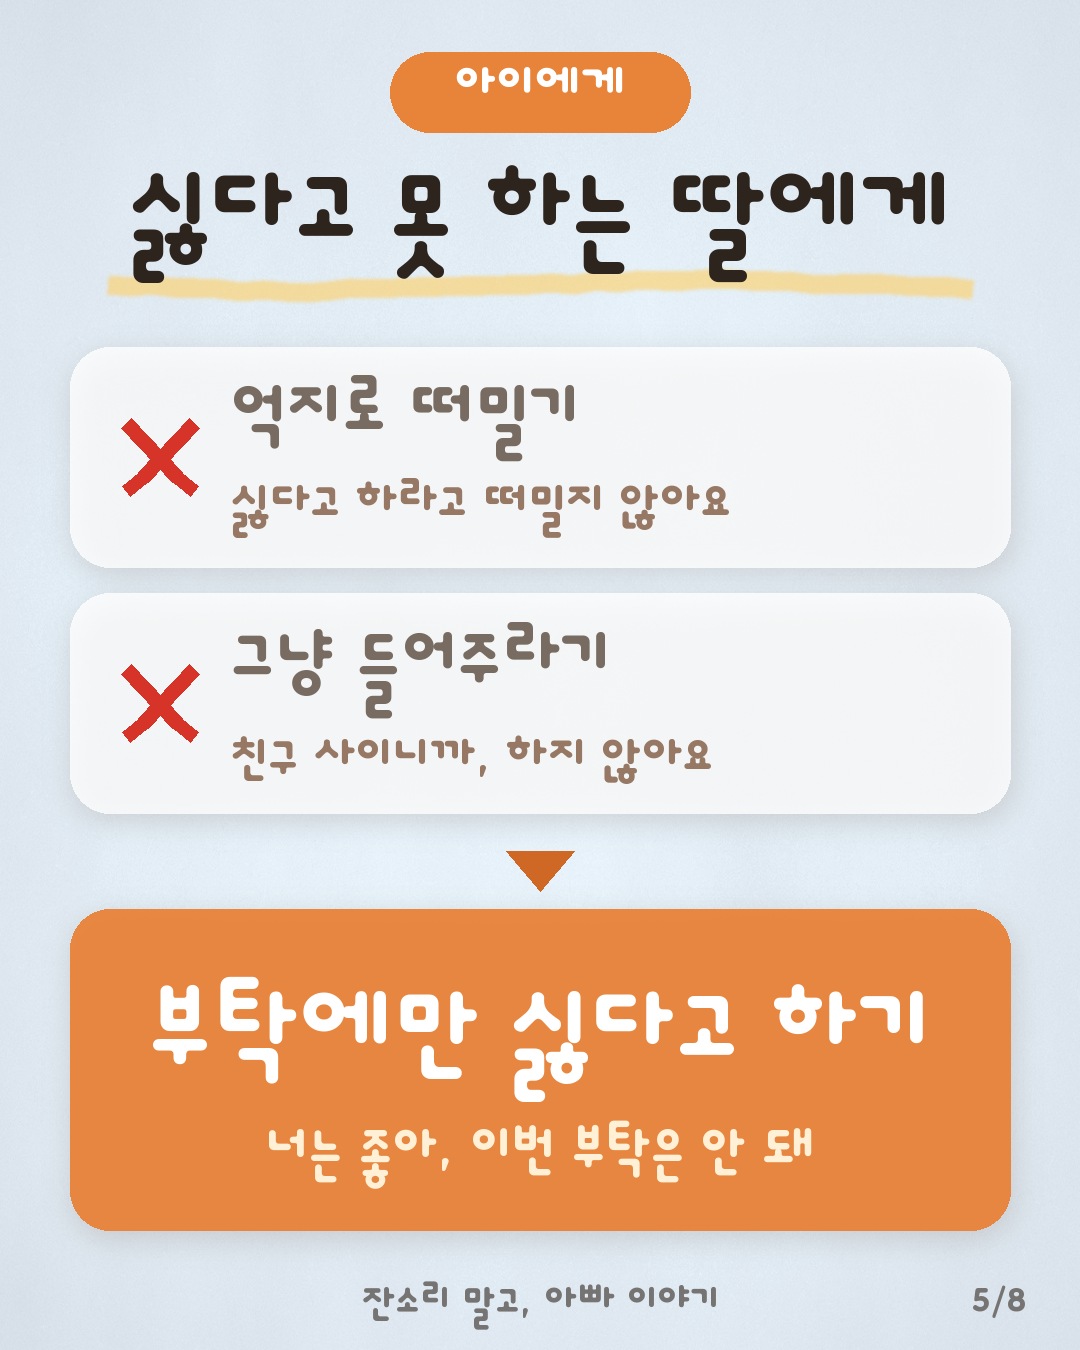 아이에게
싫다고 못 하는 딸에게
억지로 떠밀기
싫다고 하라고 떠밀지 않아요
그냥 들어주라기
친구 사이니까, 하지 않아요
부탁에만 싫다고 하기
너는 좋아, 이번 부탁은 안 돼
잔소리 말고, 아빠 이야기
5/8